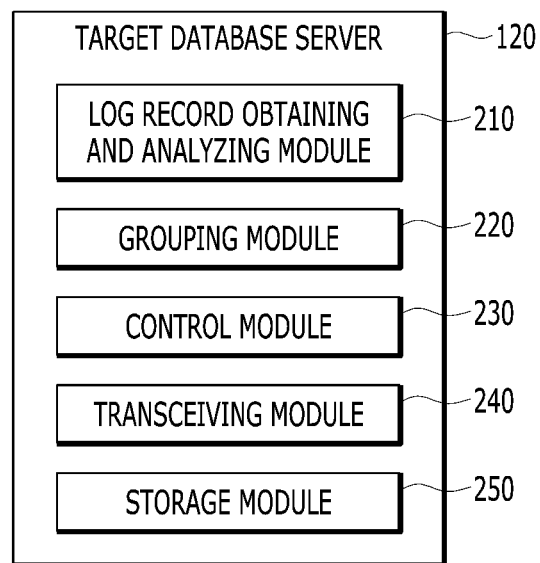 TARGET DATABASE SERVER
120
LOG RECORD OBTAINING
AND ANALYZING MODULE
210
GROUPING MODULE
220
CONTROL MODULE
230
TRANSCEIVING MODULE
240
STORAGE MODULE
250